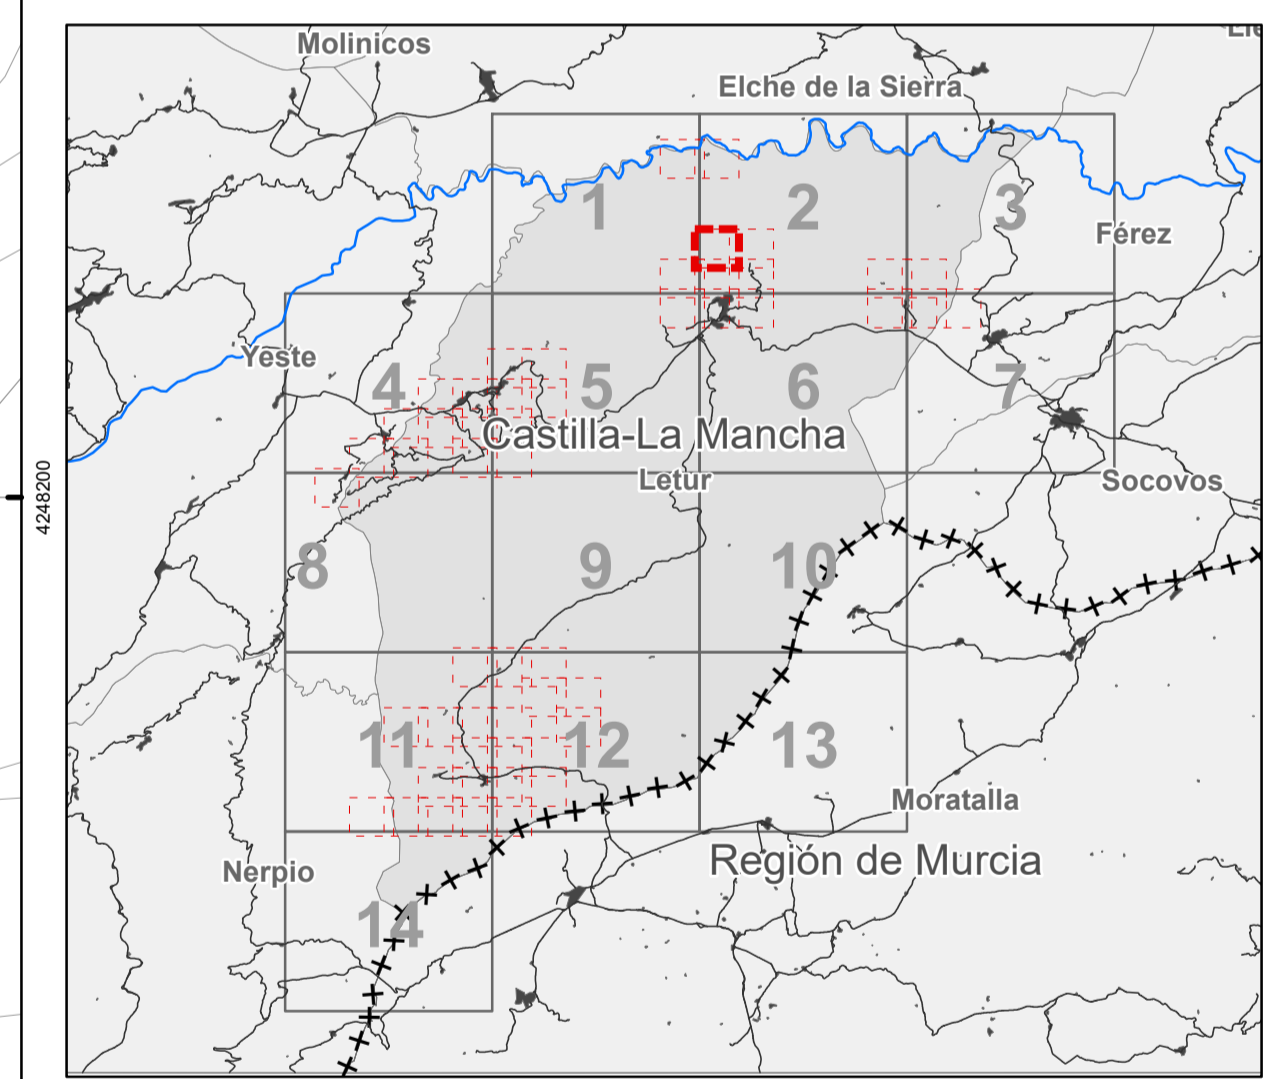 Molinicos
Elche de la Sierra
1
2
3
Férez
Yeste
4
5
6
7
Castilla-La Mancha
Letur
Socovos
4248200
8
9
10
11
12
13
Moratalla
Nerpio
Región de Murcia
14